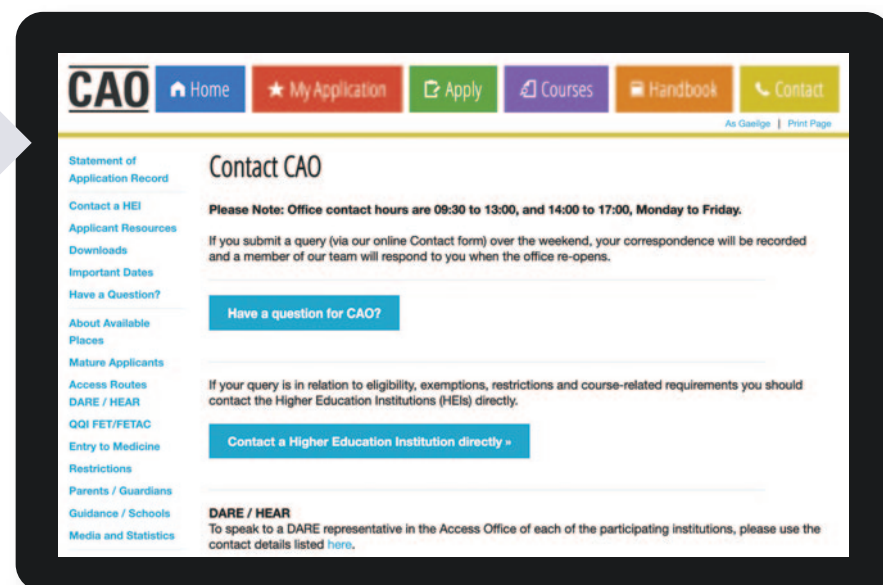 CAO
Home
My Application
Apply
Courses
Handbook
Contact
As Gaeilge | Print Page
Statement of
Application Record
Contact a HEI
Applicant Resources
Downloads
Important Dates
Have a Question?
About Available
Places
Mature Applicants
Access Routes
DARE / HEAR
QQI FET/FETAC
Entry to Medicine
Restrictions
Parents / Guardians
Guidance / Schools
Media and Statistics
Contact CAO
Please Note: Office contact hours are 09:30 to 13:00, and 14:00 to 17:00, Monday to Friday.
If you submit a query (via our online Contact form) over the weekend, your correspondence will be recorded
and a member of our team will respond to you when the office re-opens.
Have a question for CAO?
If your query is in relation to eligibility, exemptions, restrictions and course-related requirements you should
contact the Higher Education Institutions (HEIs) directly.
Contact a Higher Education Institution directly »
DARE / HEAR
To speak to a DARE representative in the Access Office of each of the participating institutions, please use the
contact details listed here.